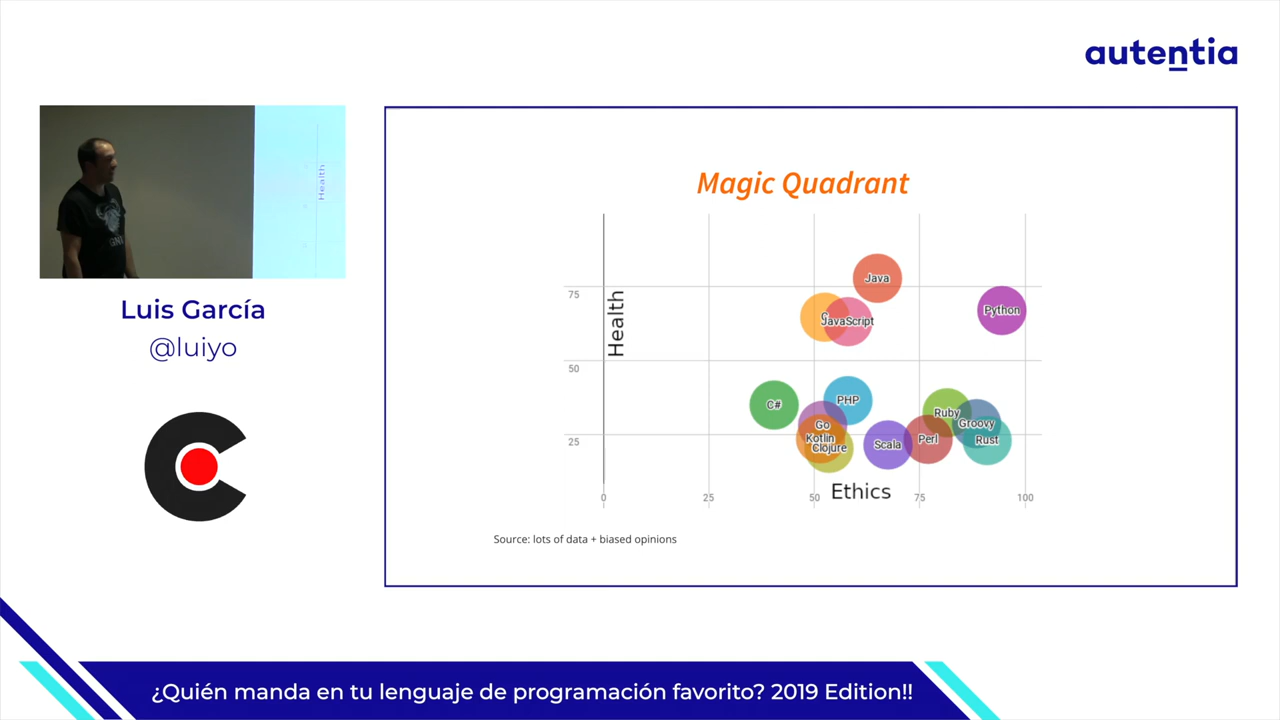 autentia
Health
GNU
Luis García
@luiyo
Magic Quadrant
Java
75
Python
C
JavaScript
Health
50
C#
PHP
Ruby
Go
Groovy
25
Kotlin
Clojure
Scala
Perl
Rust
0
25
50
Ethics
75
100
Source: lots of data + biased opinions
¿Quién manda en tu lenguaje de programación favorito? 2019 Edition!!